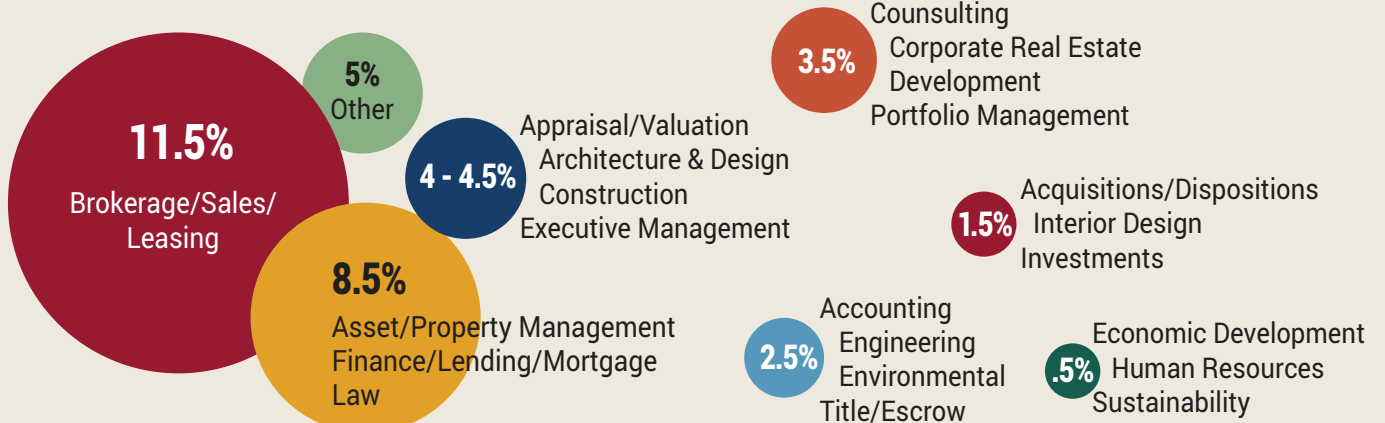 11.5%
Brokerage/Sales/
Leasing
5%
Other
8.5%
Asset/Property Management
Finance/Lending/Mortgage
Law
4 - 4.5%
Appraisal/Valuation
Architecture & Design
Construction
Executive Management
3.5%
Counsulting
Corporate Real Estate
Development
Portfolio Management
2.5%
Accounting
Engineering
Environmental
Title/Escrow
1.5%
Acquisitions/Dispositions
Interior Design
Investments
.5%
Economic Development
Human Resources
Sustainability